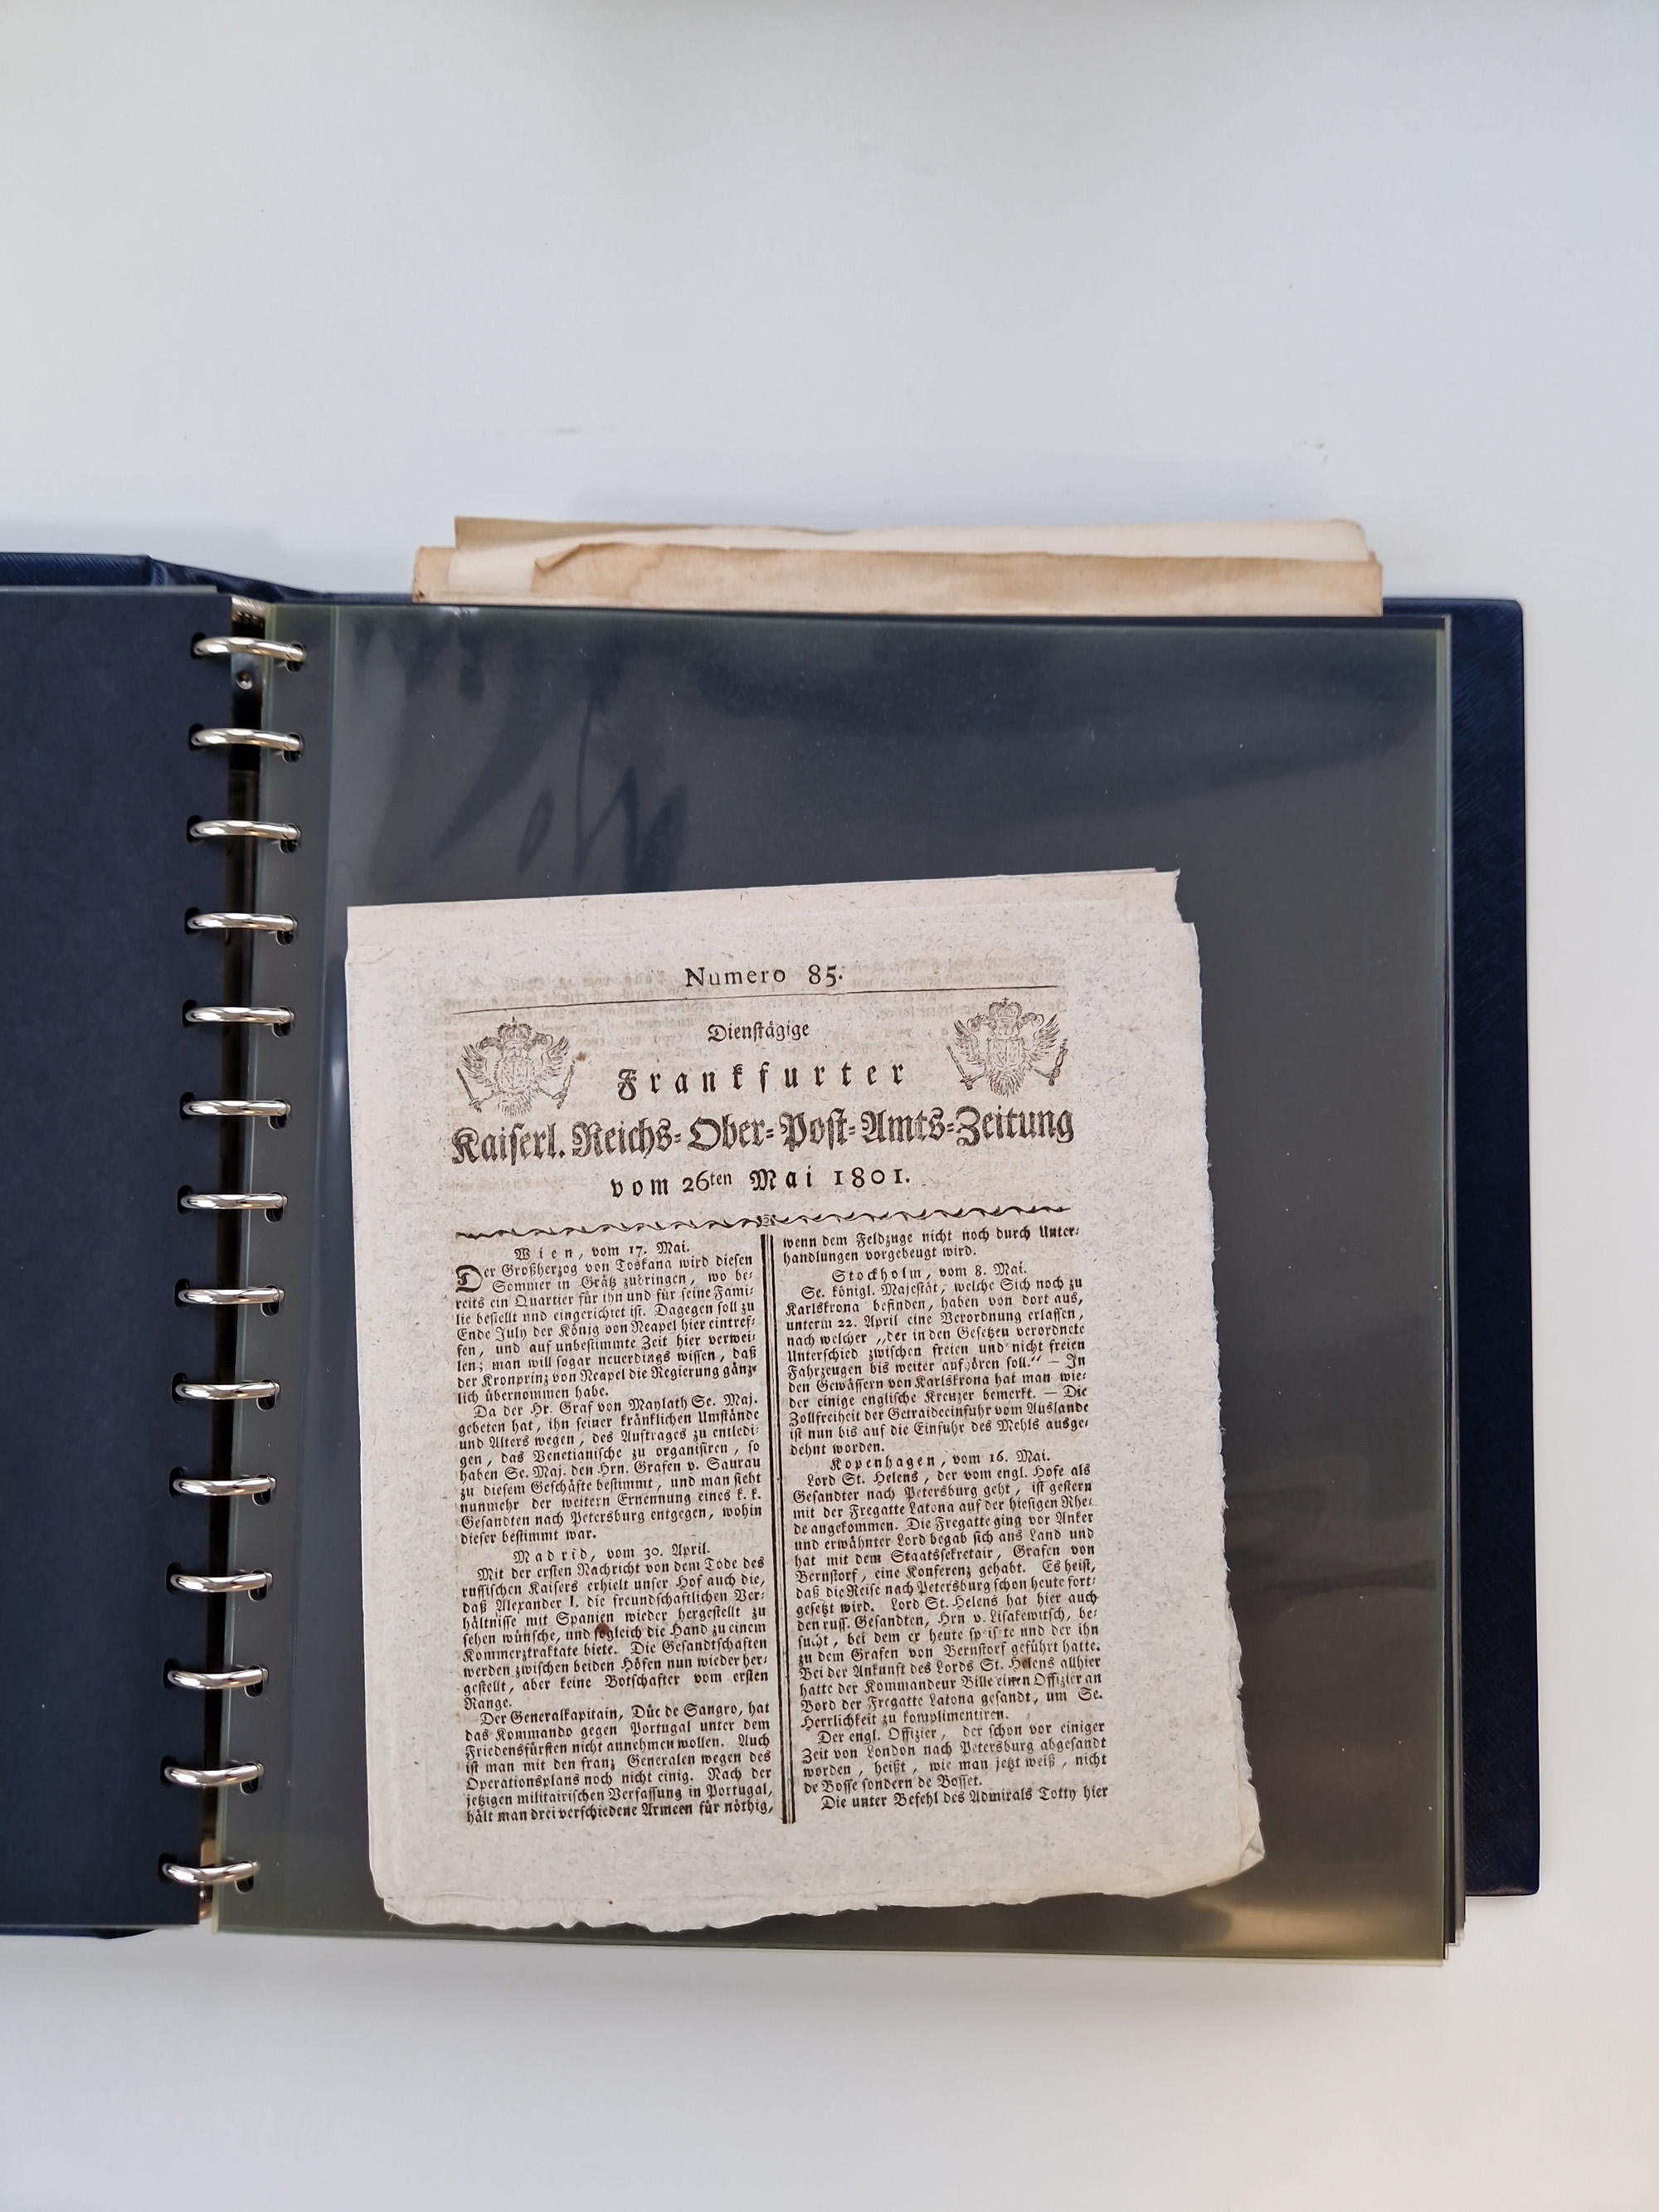 Numero 85.
Dienstägige
Frankfurter
Kaiserl. Reichs-Ober-Post-Amts-Zeitung
vom 26ten Mai 1801.
Wien, vom 17. Mai.
Der Großherzog von Toskana wird diesen
Sommer in Grätz zubringen, wo be-
reits ein Quartier für ihn und für seine Fami-
lie bestellt und eingerichtet ist. Dagegen soll zu
Ende July der König von Neapel hier eintref-
fen, und auf unbestimmte Zeit hier verwei-
len; man will sogar neuerdings wissen, daß
der Kronprinz von Neapel die Regierung gänz-
lich übernommen habe.
Da der Hr. Graf von Maylath Se. Maj.
gebeten hat, ihn seiner kränklichen Umstände
und Alters wegen, des Auftrages zu entledi-
gen, das Venetianische zu organisiren, so
haben Se. Maj. den Hrn. Grafen v. Saurau
zu diesem Geschäfte bestimmt, und man sieht
nunmehr der weitern Ernennung eines k. k.
Gesandten nach Petersburg entgegen, wohin
dieser bestimmt war.
Madrid, vom 30. April.
Mit der ersten Nachricht von dem Tode des
russischen Kaisers erhielt unser Hof auch die,
daß Alexander I. die freundschaftlichen Ver-
hältnisse mit Spanien wieder hergestellt zu
sehen wünsche, und sogleich die Hand zu einem
Kommerztraktate biete. Die Gesandtschaften
werden zwischen beiden Höfen nun wieder her-
gestellt, aber keine Botschafter vom ersten
Range.
Der Generalkapitain, Düc de Sangro, hat
das Kommando gegen Portugal unter dem
Friedensfürsten nicht annehmen wollen. Auch
ist man mit den franz Generalen wegen des
Operationsplans noch nicht einig. Nach der
jetzigen militairischen Verfassung in Portugal,
hält man drei verschiedene Armeen für nöthig,
wenn dem Feldzuge nicht noch durch Unter-
handlungen vorgebeugt wird.
Stockholm, vom 8. Mai.
Se. königl. Majestät, welche Sich noch zu
Karlskrona befinden, haben von dort aus,
unterm 22. April eine Verordnung erlassen,
nach welcher „der in den Gesetzen verordnete
Unterschied zwischen freien und nicht freien
Fahrzeugen bis weiter aufhören soll.“ — In
den Gewässern von Karlskrona hat man wie-
der einige englische Kreuzer bemerkt. — Die
Zollfreiheit der Getraideeinfuhr vom Auslande
ist nun bis auf die Einfuhr des Mehls ausge-
dehnt worden.
Kopenhagen, vom 16. Mai.
Lord St. Helens, der vom engl. Hofe als
Gesandter nach Petersburg geht, ist gestern
mit der Fregatte Latona auf der hiesigen Rhe-
de angekommen. Die Fregatte ging vor Anker
und erwähnter Lord begab sich ans Land und
hat mit dem Staatssekretair, Grafen von
Bernstorf, eine Konferenz gehabt. Es heist,
daß die Reise nach Petersburg schon heute fort-
gesetzt wird. Lord St. Helens hat hier auch
den russ. Gesandten, Hrn v. Lisakewitsch, be-
sucht, bei dem er heute speiste und der ihn
zu dem Grafen von Bernstorf geführt hatte.
Bei der Ankunft des Lords St. Helens allhier
hatte der Kommandeur Bille einen Offizier an
Bord der Fregatte Latona gesandt, um Se.
Herrlichkeit zu komplimentiren.
Der engl. Offizier, der schon vor einiger
Zeit von London nach Petersburg abgesandt
worden, heißt, wie man jetzt weiß, nicht
de Bosse sondern de Bosset.
Die unter Befehl des Admirals Totty hier